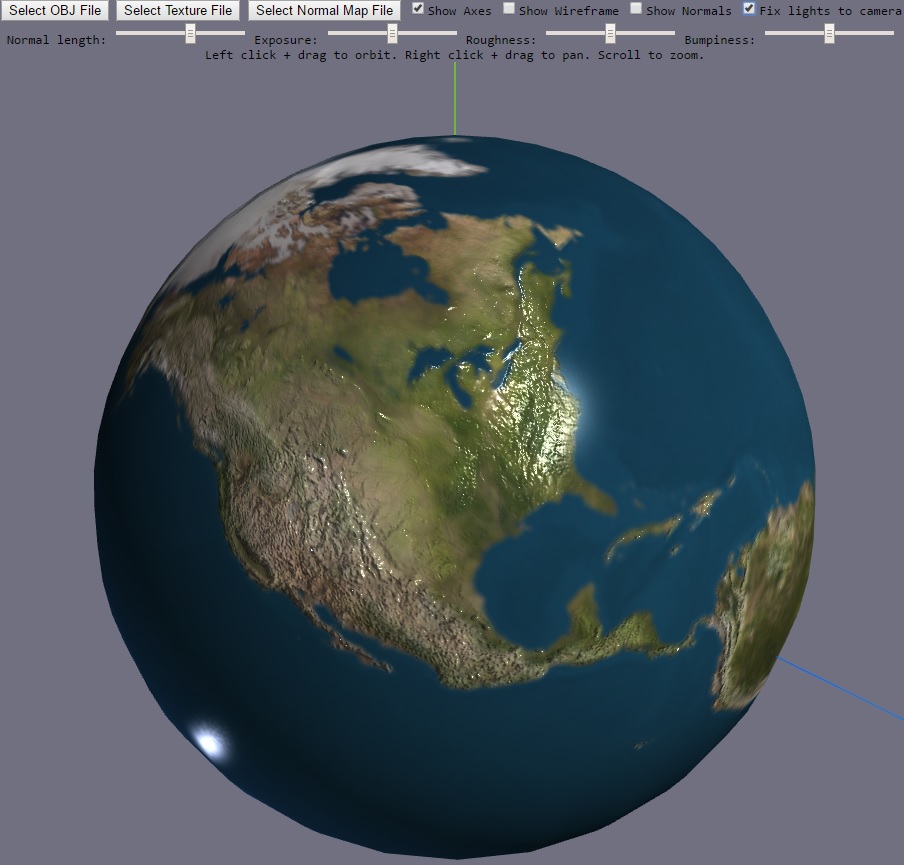 Select OBJ File Select Texture File Select Normal Map File Show Axes Show Wireframe Show Normals Fix lights to camera
Normal length: Exposure: Roughness: Bumpiness:
Left click + drag to orbit. Right click + drag to pan. Scroll to zoom.